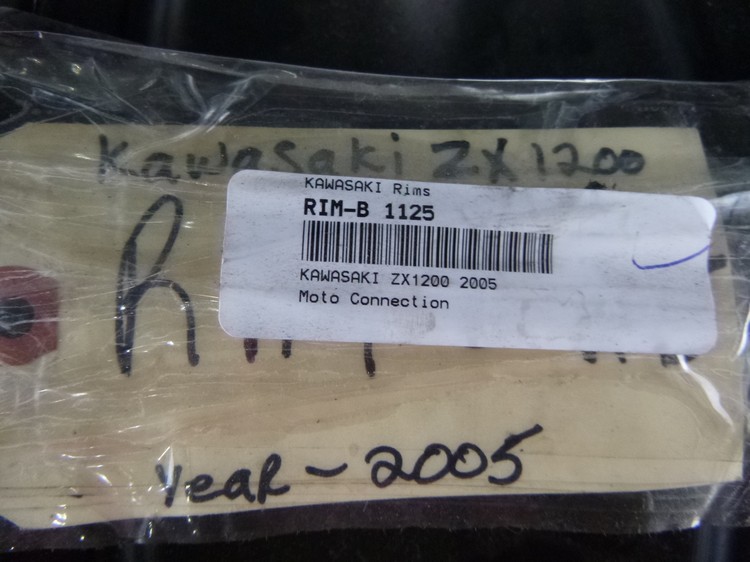 Kawasaki ZX1200
KAWASAKI Rims
RIM-B 1125
KAWASAKI ZX1200 2005
Moto Connection
Year - 2005